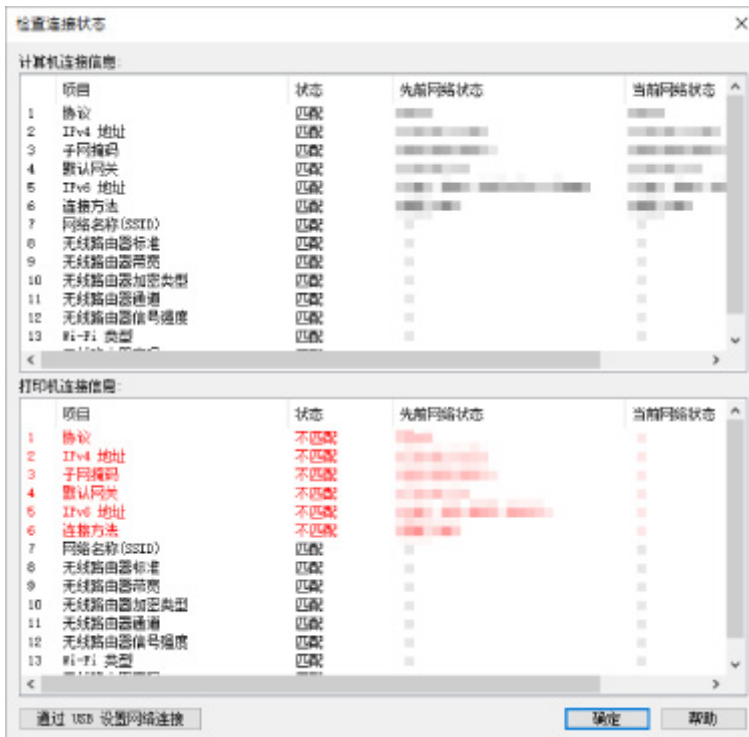 检查连接状态
计算机连接信息:
项目 状态 先前网络状态 当前网络状态
1 协议 匹配
2 IPv4 地址 匹配
3 子网掩码 匹配
4 默认网关 匹配
5 IPv6 地址 匹配
6 连接方法 匹配
7 网络名称(SSID) 匹配
8 无线路由器标准 匹配
9 无线路由器带宽 匹配
10 无线路由器加密类型 匹配
11 无线路由器通道 匹配
12 无线路由器信号强度 匹配
13 Wi-Fi 类型 匹配
打印机连接信息:
项目 状态 先前网络状态 当前网络状态
1 协议 不匹配
2 IPv4 地址 不匹配
3 子网掩码 不匹配
4 默认网关 不匹配
5 IPv6 地址 不匹配
6 连接方法 不匹配
7 网络名称(SSID) 匹配
8 无线路由器标准 匹配
9 无线路由器带宽 匹配
10 无线路由器加密类型 匹配
11 无线路由器通道 匹配
12 无线路由器信号强度 匹配
13 Wi-Fi 类型 匹配
通过 USB 设置网络连接 确定 帮助